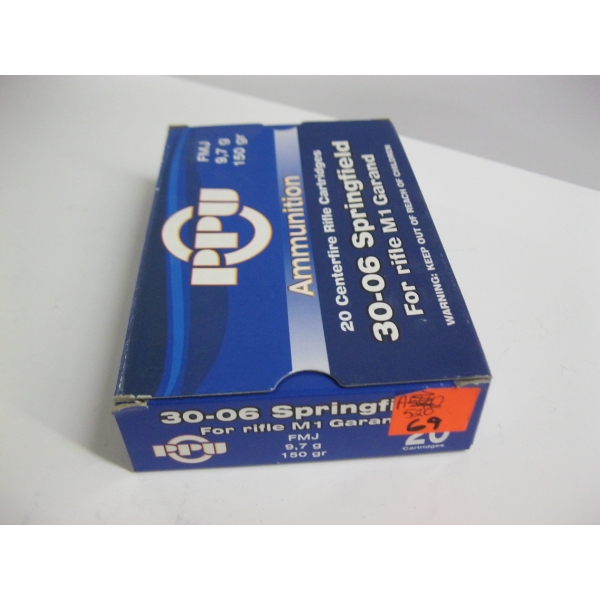 FMJ
9,7 g
150 gr
PPU
Ammunition
20 Centerfire Rifle Cartridges
30-06 Springfield
For rifle M1 Garand
WARNING: KEEP OUT OF REACH OF CHILDREN
30-06 Springfi
For rifle M1 Garand
FMJ
9,7 g
150 gr
PPU
520
69
20
Cartridges